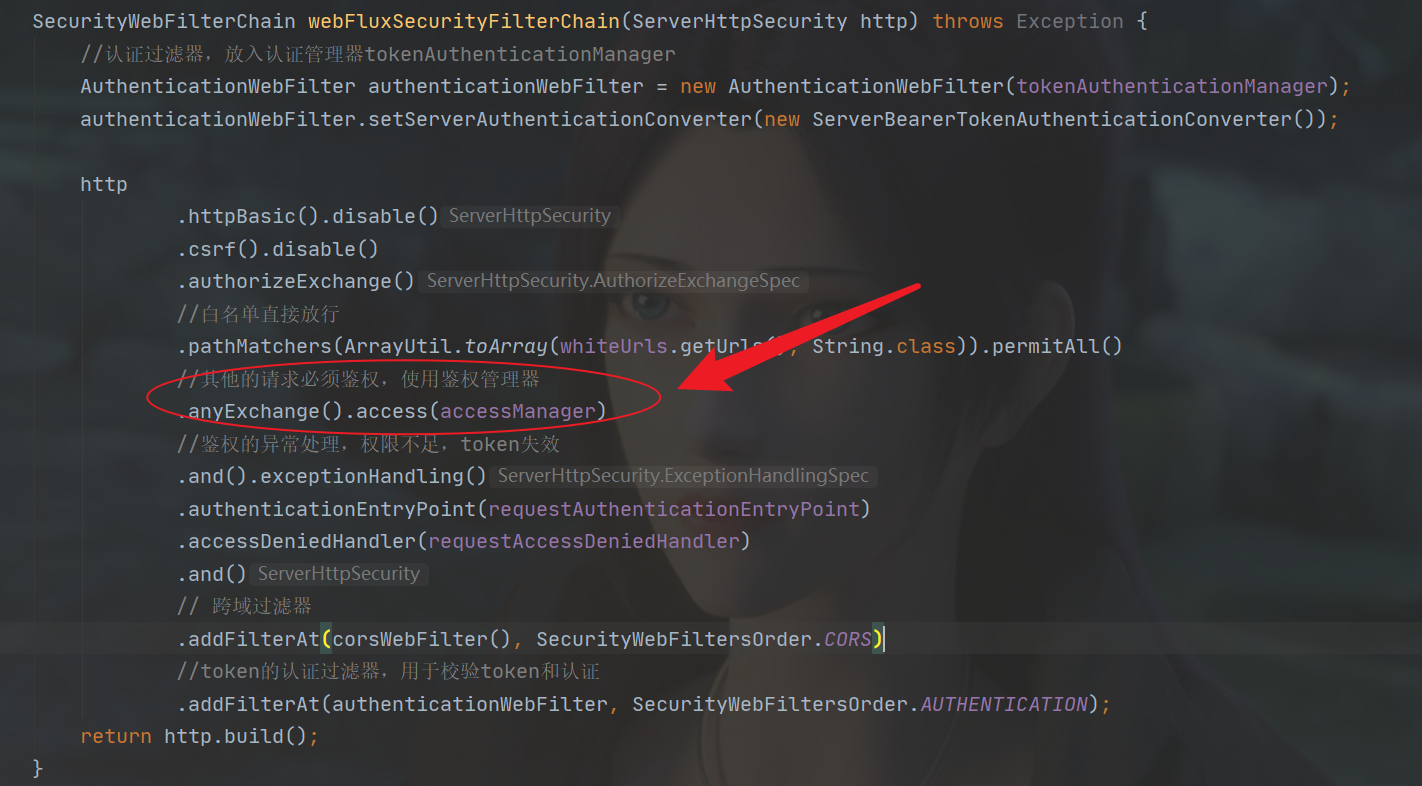 SecurityWebFilterChain webFluxSecurityFilterChain(ServerHttpSecurity http) throws Exception {
//认证过滤器，放入认证管理器tokenAuthenticationManager
AuthenticationWebFilter authenticationWebFilter = new AuthenticationWebFilter(tokenAuthenticationManager);
authenticationWebFilter.setServerAuthenticationConverter(new ServerBearerTokenAuthenticationConverter());
http
.httpBasic().disable() ServerHttpSecurity
.csrf().disable()
.authorizeExchange() ServerHttpSecurity.AuthorizeExchangeSpec
//白名单直接放行
.pathMatchers(ArrayUtil.toArray(whiteUrls.getUrls(), String.class)).permitAll()
//其他的请求必须鉴权，使用鉴权管理器
.anyExchange().access(accessManager)
//鉴权的异常处理，权限不足，token失效
.and().exceptionHandling() ServerHttpSecurity.ExceptionHandlingSpec
.authenticationEntryPoint(requestAuthenticationEntryPoint)
.accessDeniedHandler(requestAccessDeniedHandler)
.and() ServerHttpSecurity
// 跨域过滤器
.addFilterAt(corsWebFilter(), SecurityWebFiltersOrder.CORS)
//token的认证过滤器，用于校验token和认证
.addFilterAt(authenticationWebFilter, SecurityWebFiltersOrder.AUTHENTICATION);
return http.build();
}